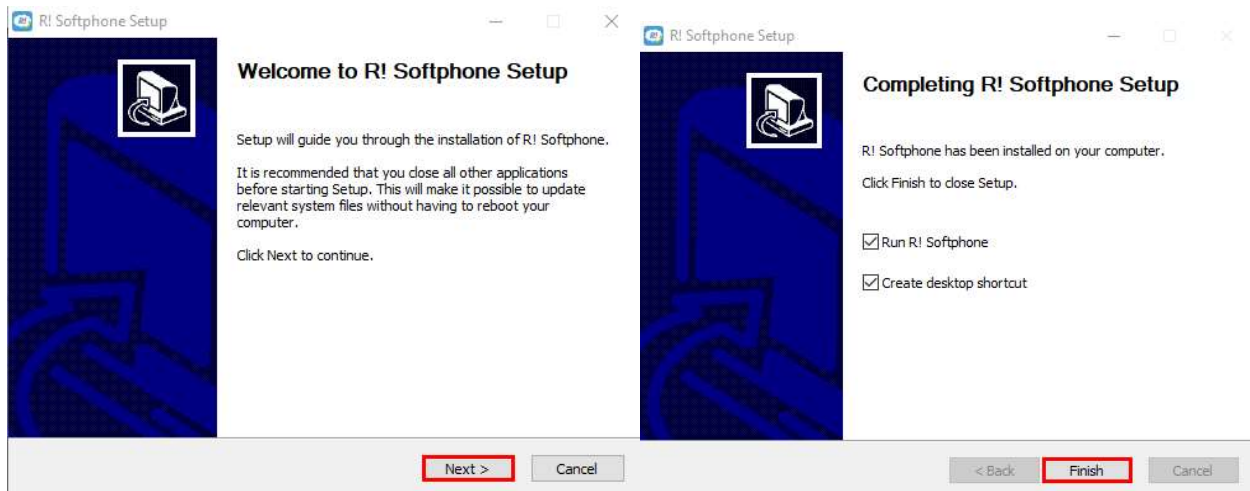 R! Softphone Setup
Welcome to R! Softphone Setup
Setup will guide you through the installation of R! Softphone.
It is recommended that you close all other applications
before starting Setup. This will make it possible to update
relevant system files without having to reboot your
computer.
Click Next to continue.
Next >
Cancel
R! Softphone Setup
Completing R! Softphone Setup
R! Softphone has been installed on your computer.
Click Finish to close Setup.
Run R! Softphone
Create desktop shortcut
< Back
Finish
Cancel